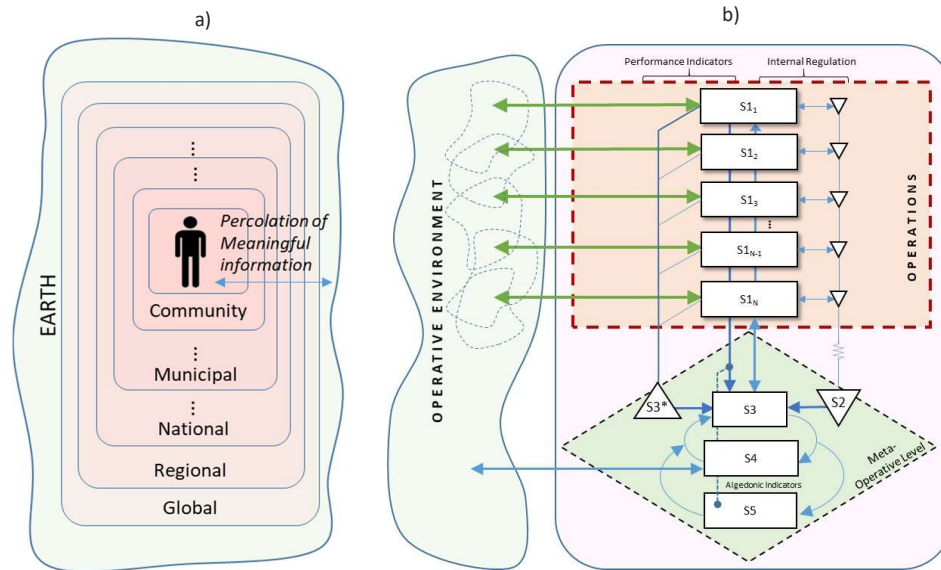 a)
EARTH
Percolation of
Meaningful
information
Community
Municipal
National
Regional
Global
b)
OPERATIVE ENVIRONMENT
Performance Indicators
Internal Regulation
S1₁
S1₂
S1₃
S1N-1
S1N
OPERATIONS
S3*
S3
S2
S4
Meta-
Operative Level
Algedonic Indicators
S5